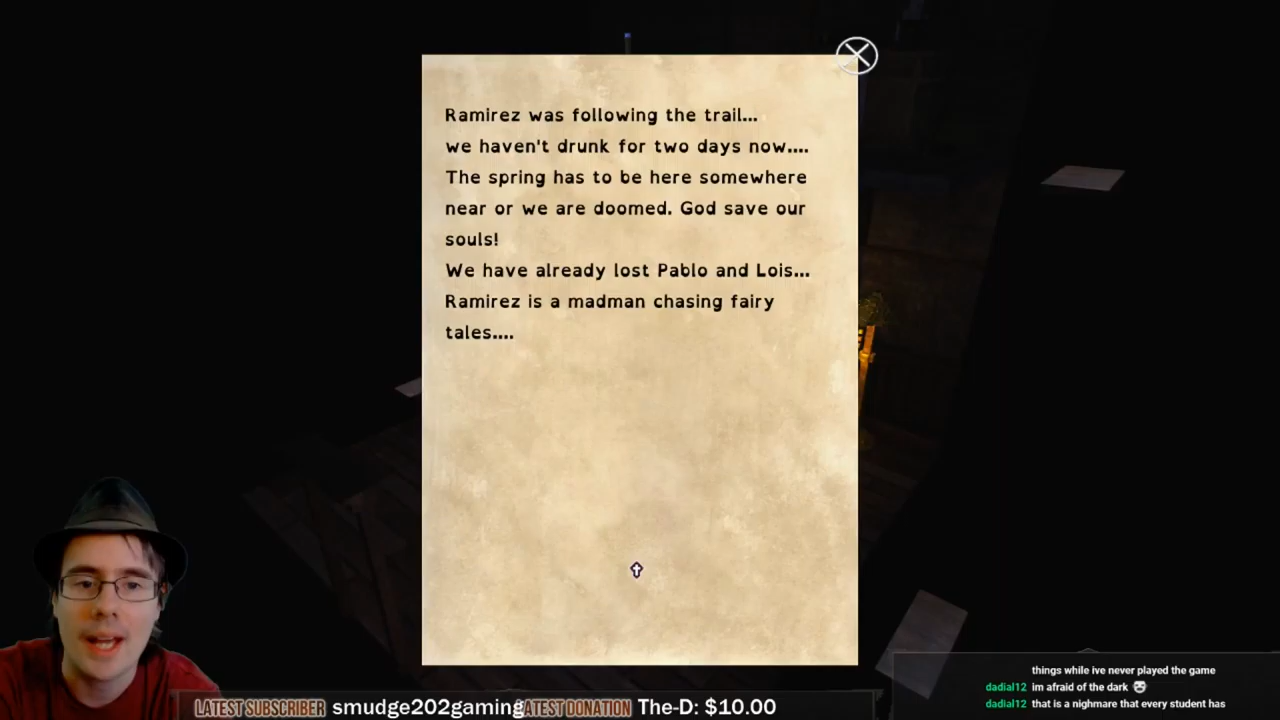 Ramirez was following the trail...
we haven't drunk for two days now....
The spring has to be here somewhere
near or we are doomed. God save our
souls!
We have already lost Pablo and Lois...
Ramirez is a madman chasing fairy
tales....
things while ive never played the game
dadial12 im afraid of the dark
dadial12 that is a nighmare that every student has
LATEST SUBSCRIBER smudge202gaming ATEST DONATION The-D: $10.00